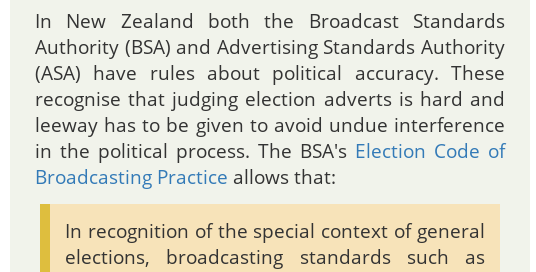 In New Zealand both the Broadcast Standards
Authority (BSA) and Advertising Standards Authority
(ASA) have rules about political accuracy. These
recognise that judging election adverts is hard and
leeway has to be given to avoid undue interference
in the political process. The BSA's Election Code of
Broadcasting Practice allows that:
In recognition of the special context of general
elections, broadcasting standards such as